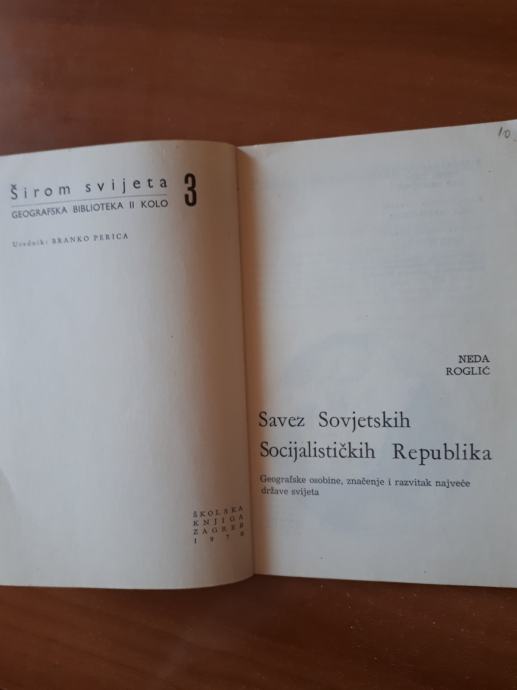 Širom svijeta
GEOGRAFSKA BIBLIOTEKA II KOLO
3
Urednik: BRANKO PERICA
ŠKOLSKA
KNJIGA
ZAGREB
10
NEDA
ROGLIĆ
Savez Sovjetskih
Socijalističkih Republika
Geografske osobine, značenje i razvitak najveće
države svijeta